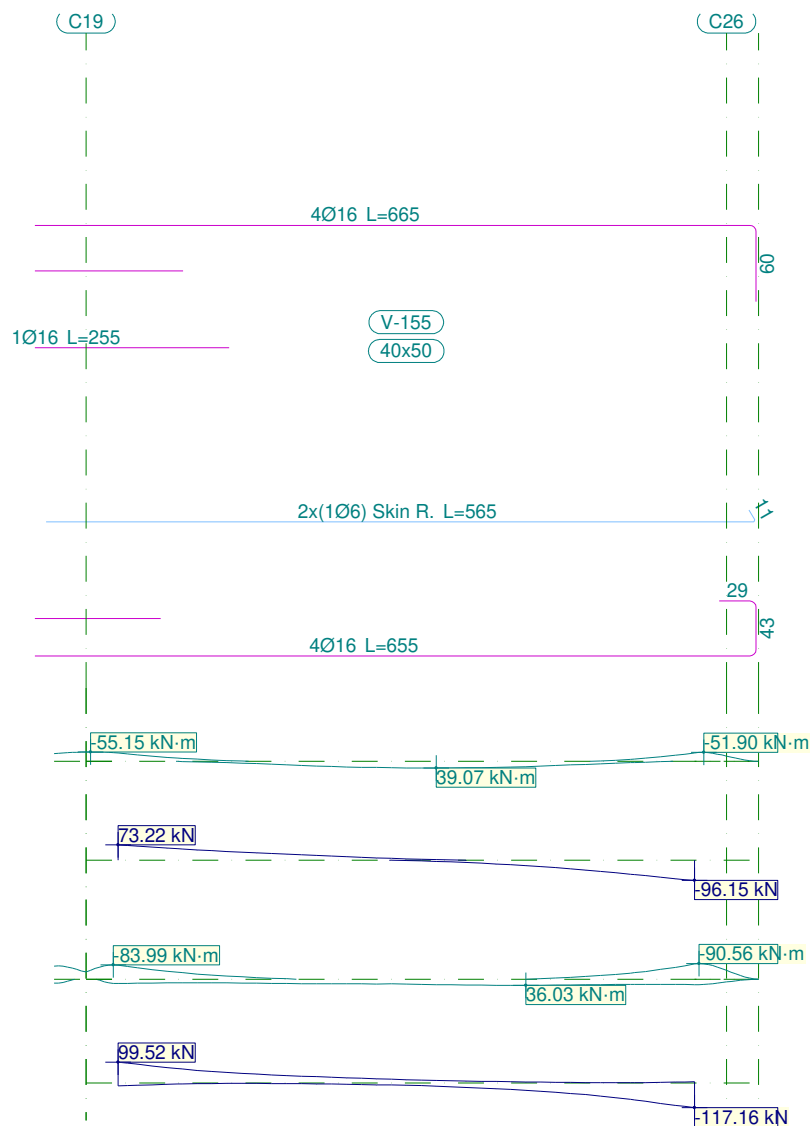 C19
C26
4Ø16 L=665
60
1Ø16 L=255
V-155
40x50
2x(1Ø6) Skin R. L=565
11
29
43
4Ø16 L=655
-55.15 kN·m
-51.90 kN·m
39.07 kN·m
73.22 kN
-96.15 kN
-83.99 kN·m
-90.56 kN·m
36.03 kN·m
99.52 kN
-117.16 kN